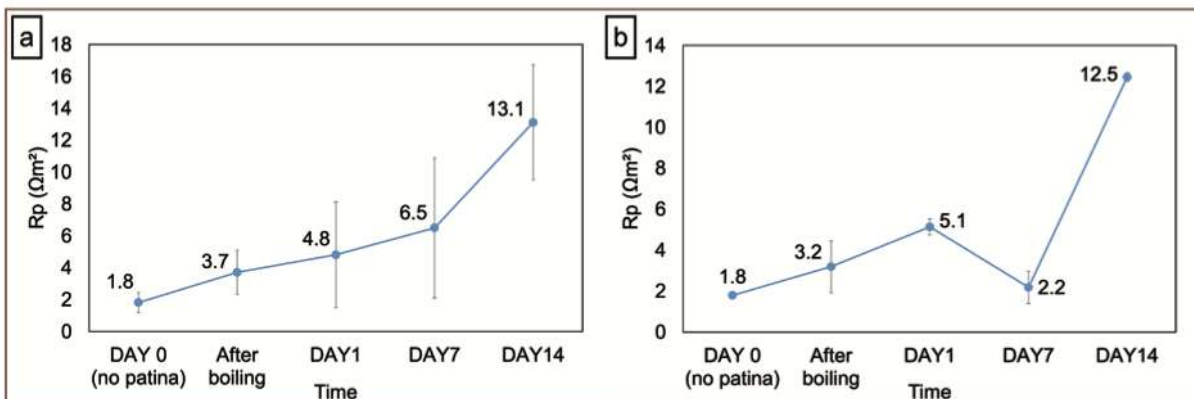 a
Rp (Ωm²)
18
16
14
12
10
8
6
4
2
0
1.8
3.7
4.8
6.5
13.1
DAY 0
(no patina)
After
boiling
DAY1
DAY7
DAY14
Time
b
Rp (Ωm²)
14
12
10
8
6
4
2
0
1.8
3.2
5.1
2.2
12.5
DAY 0
(no patina)
After
boiling
DAY1
DAY7
DAY14
Time